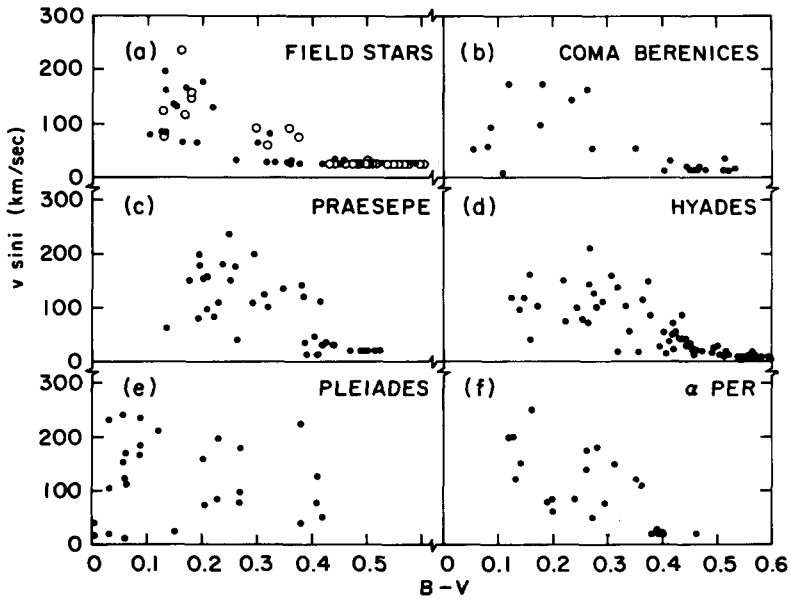 300
200
100
0
(a) FIELD STARS
(b) COMA BERENICES
300
200
100
0
(c) PRAESEPE
(d) HYADES
300
200
100
0
(e) PLEIADES
(f) α PER
v sini (km/sec)
0 0.1 0.2 0.3 0.4 0.5 0 0.1 0.2 0.3 0.4 0.5 0.6
B-V